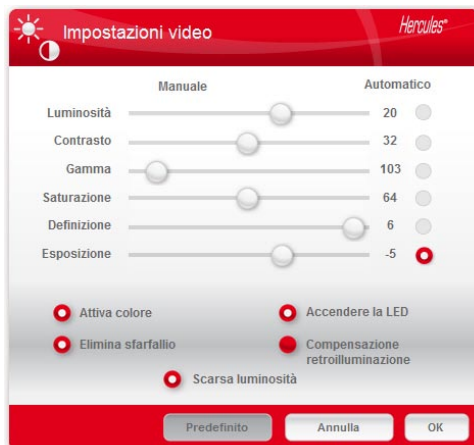 Impostazioni video
Hercules®
Manuale Automatico
Luminosità 20
Contrasto 32
Gamma 103
Saturazione 64
Definizione 6
Esposizione -5
Attiva colore
Accendere la LED
Elimina sfarfallio
Compensazione
retroilluminazione
Scarsa luminosità
Predefinito Annulla OK